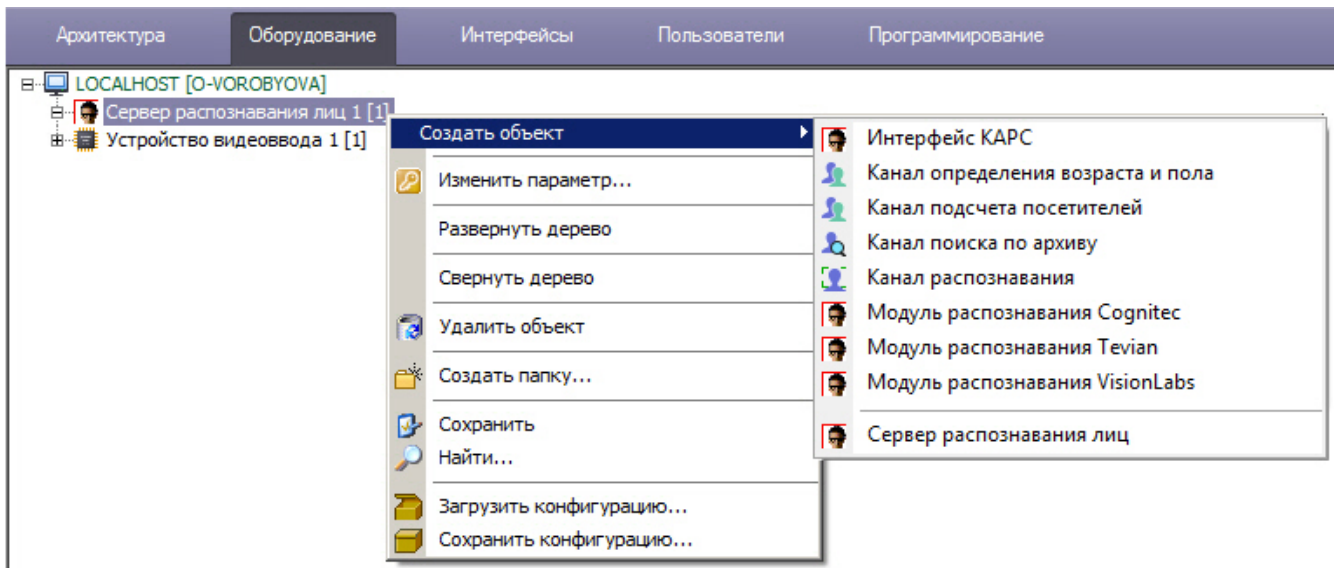 Архитектура Оборудование Интерфейсы Пользователи Программирование
LOCALHOST [O-VOROBYOVA]
Сервер распознавания лиц 1 [1]
Устройство видеоввода 1 [1]
Создать объект
Изменить параметр...
Развернуть дерево
Свернуть дерево
Удалить объект
Создать папку...
Сохранить
Найти...
Загрузить конфигурацию...
Сохранить конфигурацию...
Интерфейс КАРС
Канал определения возраста и пола
Канал подсчета посетителей
Канал поиска по архиву
Канал распознавания
Модуль распознавания Cognitec
Модуль распознавания Tevian
Модуль распознавания VisionLabs
Сервер распознавания лиц